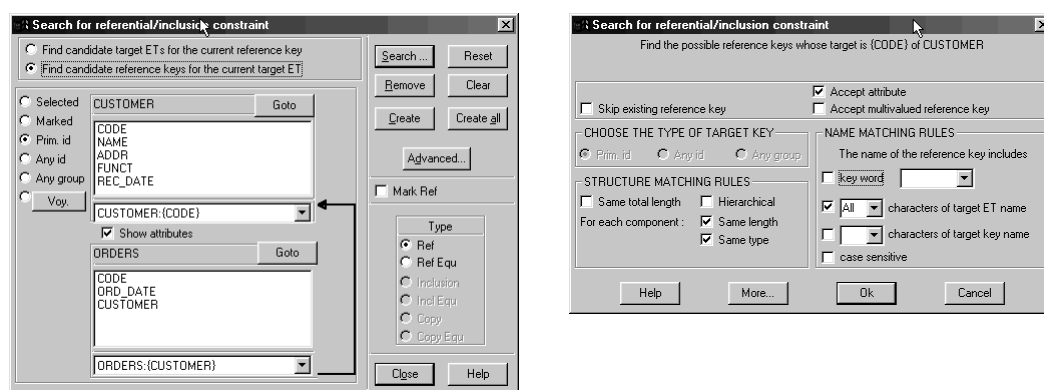 Search for referential/inclusion constraint
Find candidate target ETs for the current reference key
Find candidate reference keys for the current target ET
Selected
Marked
Prim. id
Any id
Any group
Voy.
CUSTOMER
Goto
CODE
NAME
ADDR
FUNCT
REC_DATE
CUSTOMER:{CODE}
Show attributes
ORDERS
Goto
CODE
ORD_DATE
CUSTOMER
ORDERS:{CUSTOMER}
Search ...
Reset
Remove
Clear
Create
Create all
Advanced...
Mark Ref
Type
Ref
Ref Equ
Inclusion
Incl Equ
Copy
Copy Equ
Close
Help
Search for referential/inclusion constraint
Find the possible reference keys whose target is {CODE} of CUSTOMER
Accept attribute
Skip existing reference key
Accept multivalued reference key
CHOOSE THE TYPE OF TARGET KEY
Prim. id
Any id
Any group
STRUCTURE MATCHING RULES
Same total length
Hierarchical
For each component :
Same length
Same type
NAME MATCHING RULES
The name of the reference key includes
key word
All characters of target ET name
characters of target key name
case sensitive
Help
More...
Ok
Cancel